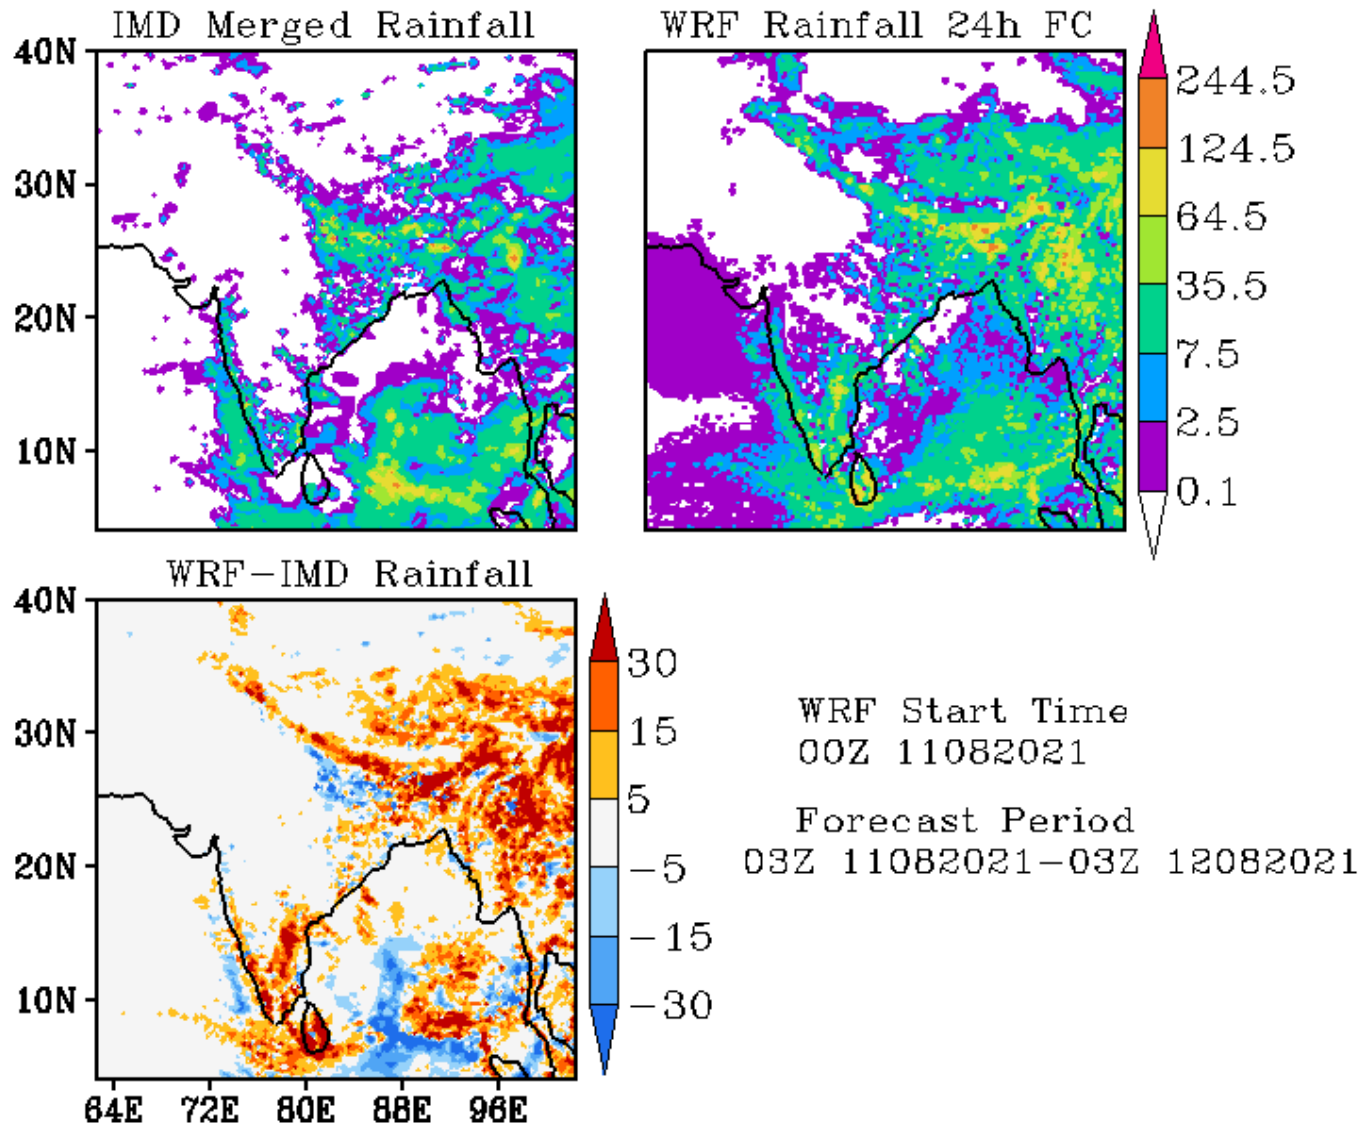 IMD Merged Rainfall
WRF Rainfall 24h FC
40N
30N
20N
10N
244.5
124.5
64.5
35.5
7.5
2.5
0.1
WRF-IMD Rainfall
40N
30N
20N
10N
64E 72E 80E 88E 96E
30
15
5
-5
-15
-30
WRF Start Time
00Z 11082021
Forecast Period
03Z 11082021-03Z 12082021